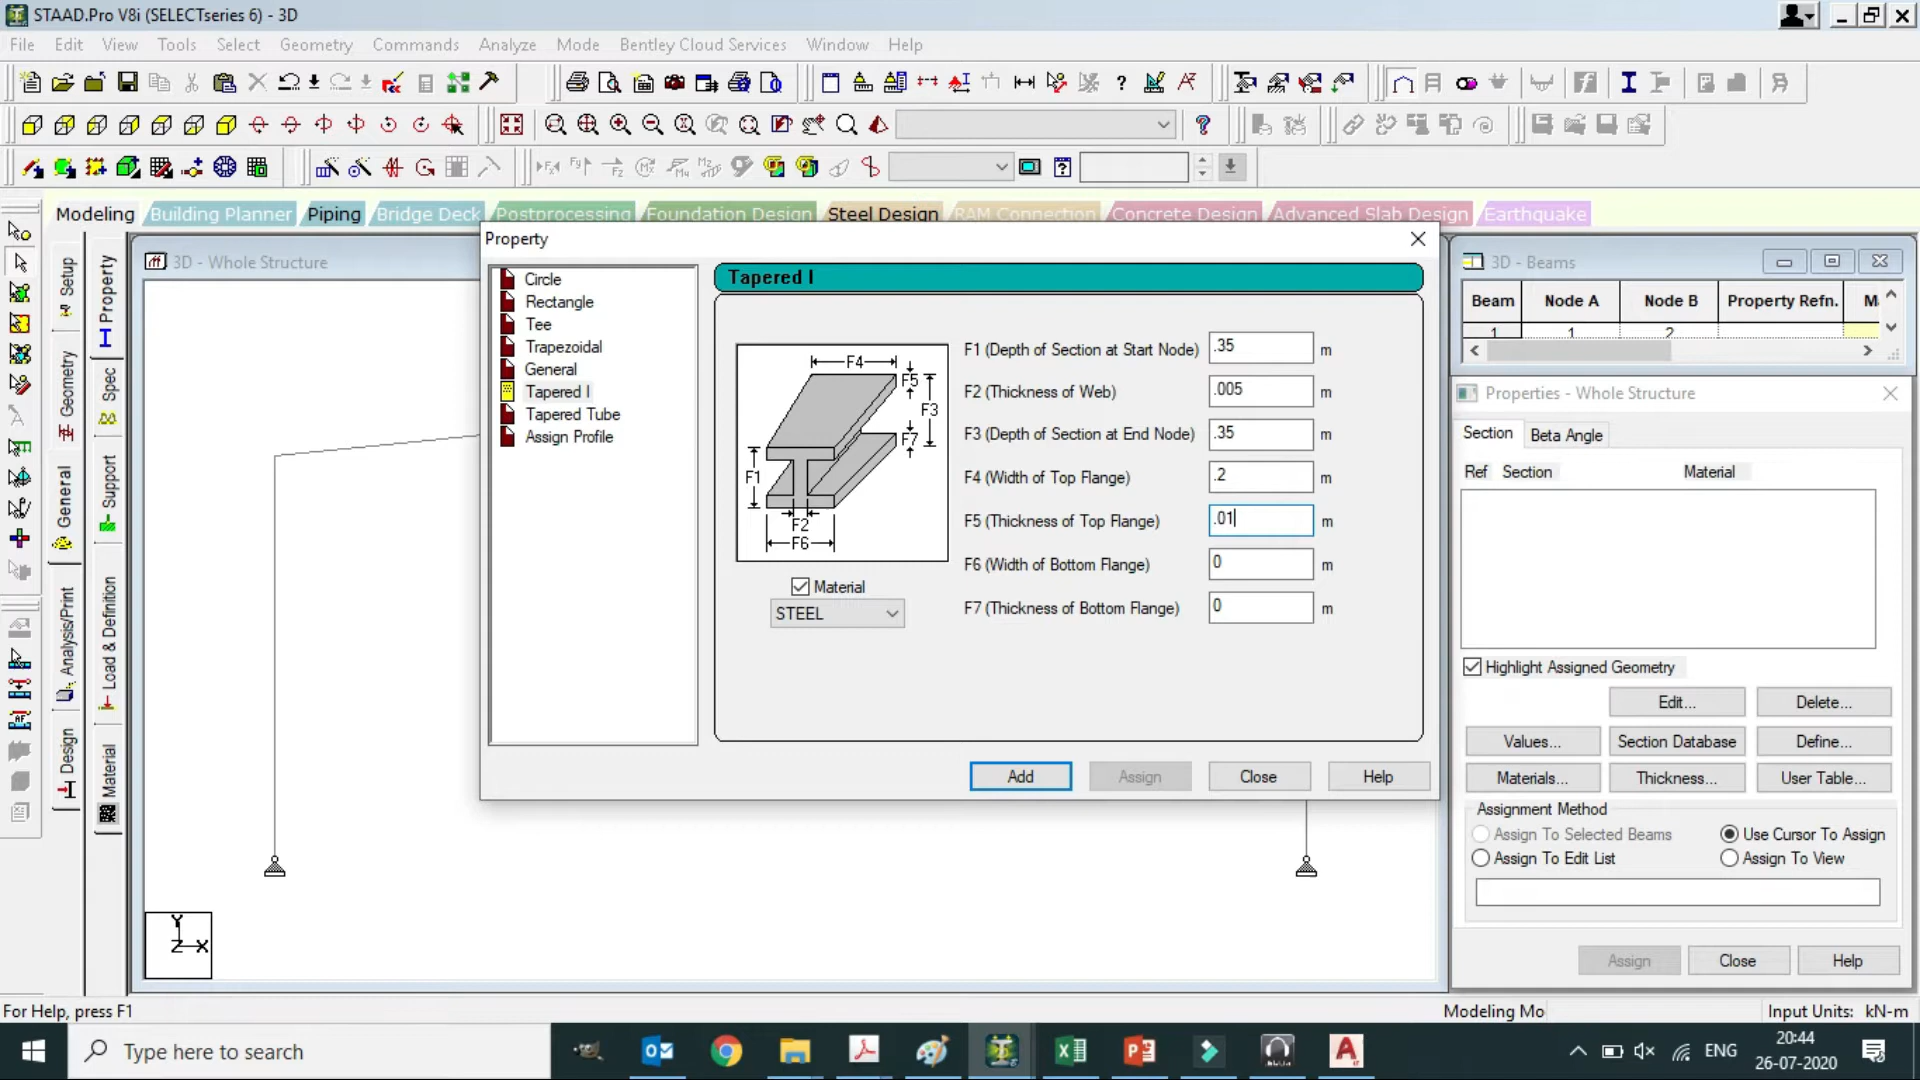 STAAD.Pro V8i (SELECTseries 6) - 3D
File Edit View Tools Select Geometry Commands Analyze Mode Bentley Cloud Services Window Help
Modeling Building Planner Piping Bridge Deck Postprocessing Foundation Design Steel Design RAM Connection Concrete Design Advanced Slab Design Earthquake
Setup
Geometry
General
Analysis/Print
Design
Property
Spec
Support
Load & Definition
Material
3D - Whole Structure
Y
Z X
Property
Circle
Rectangle
Tee
Trapezoidal
General
Tapered I
Tapered Tube
Assign Profile
Tapered I
F4
F5
F3
F7
F1
F2
F6
Material
STEEL
F1 (Depth of Section at Start Node) .35 m
F2 (Thickness of Web) .005 m
F3 (Depth of Section at End Node) .35 m
F4 (Width of Top Flange) .2 m
F5 (Thickness of Top Flange) .01 m
F6 (Width of Bottom Flange) 0 m
F7 (Thickness of Bottom Flange) 0 m
Add Assign Close Help
3D - Beams
Beam Node A Node B Property Refn.
1 1 2
Properties - Whole Structure
Section Beta Angle
Ref Section Material
Highlight Assigned Geometry
Edit... Delete...
Values... Section Database Define...
Materials... Thickness... User Table...
Assignment Method
Assign To Selected Beams Use Cursor To Assign
Assign To Edit List Assign To View
Assign Close Help
For Help, press F1
Modeling Mo
Input Units: kN-m
Type here to search
ENG
20:44
26-07-2020